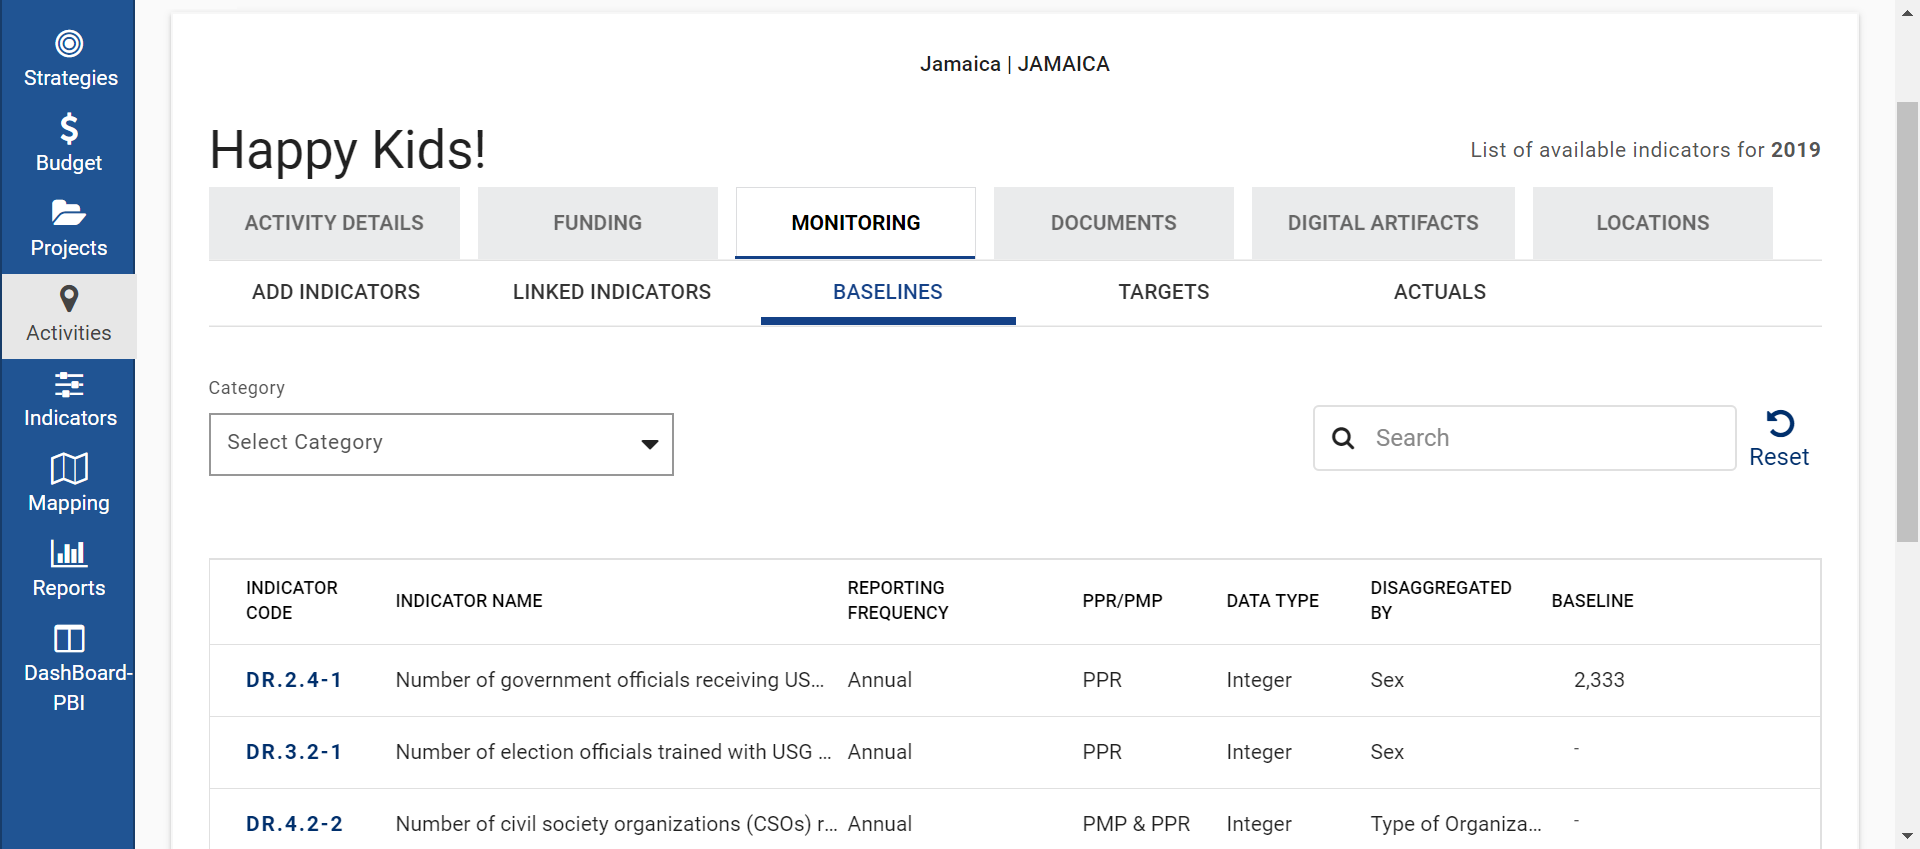 Strategies
Budget
Projects
Activities
Indicators
Mapping
Reports
DashBoard-
PBI
Jamaica | JAMAICA
Happy Kids!
List of available indicators for 2019
ACTIVITY DETAILS FUNDING MONITORING DOCUMENTS DIGITAL ARTIFACTS LOCATIONS
ADD INDICATORS LINKED INDICATORS BASELINES TARGETS ACTUALS
Category
Select Category
Search
Reset
INDICATOR CODE INDICATOR NAME REPORTING FREQUENCY PPR/PMP DATA TYPE DISAGGREGATED BY BASELINE
DR.2.4-1 Number of government officials receiving US... Annual PPR Integer Sex 2,333
DR.3.2-1 Number of election officials trained with USG ... Annual PPR Integer Sex -
DR.4.2-2 Number of civil society organizations (CSOs) r... Annual PMP & PPR Integer Type of Organiza... -